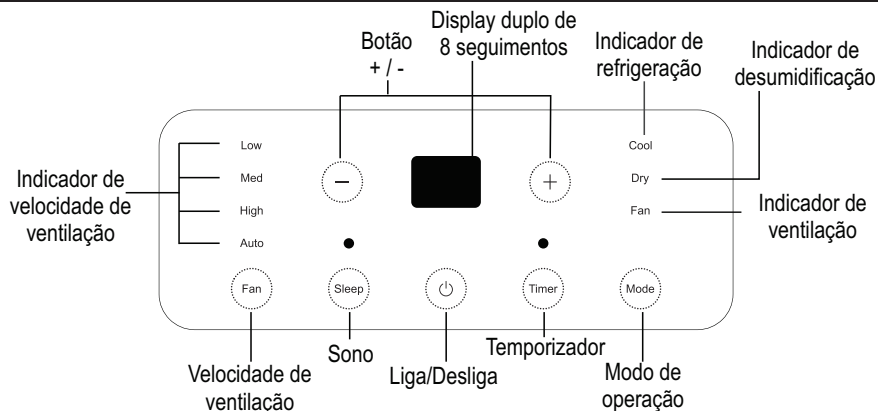 Display duplo de
8 seguimentos
Botão
+ / -
Indicador de
refrigeração
Indicador de
desumidificação
Low
Med
High
Auto
Indicador de
velocidade de
ventilação
−
+
Cool
Dry
Fan
Indicador de
ventilação
Fan
Sleep
Timer
Mode
Velocidade de
ventilação
Sono
Liga/Desliga
Temporizador
Modo de
operação